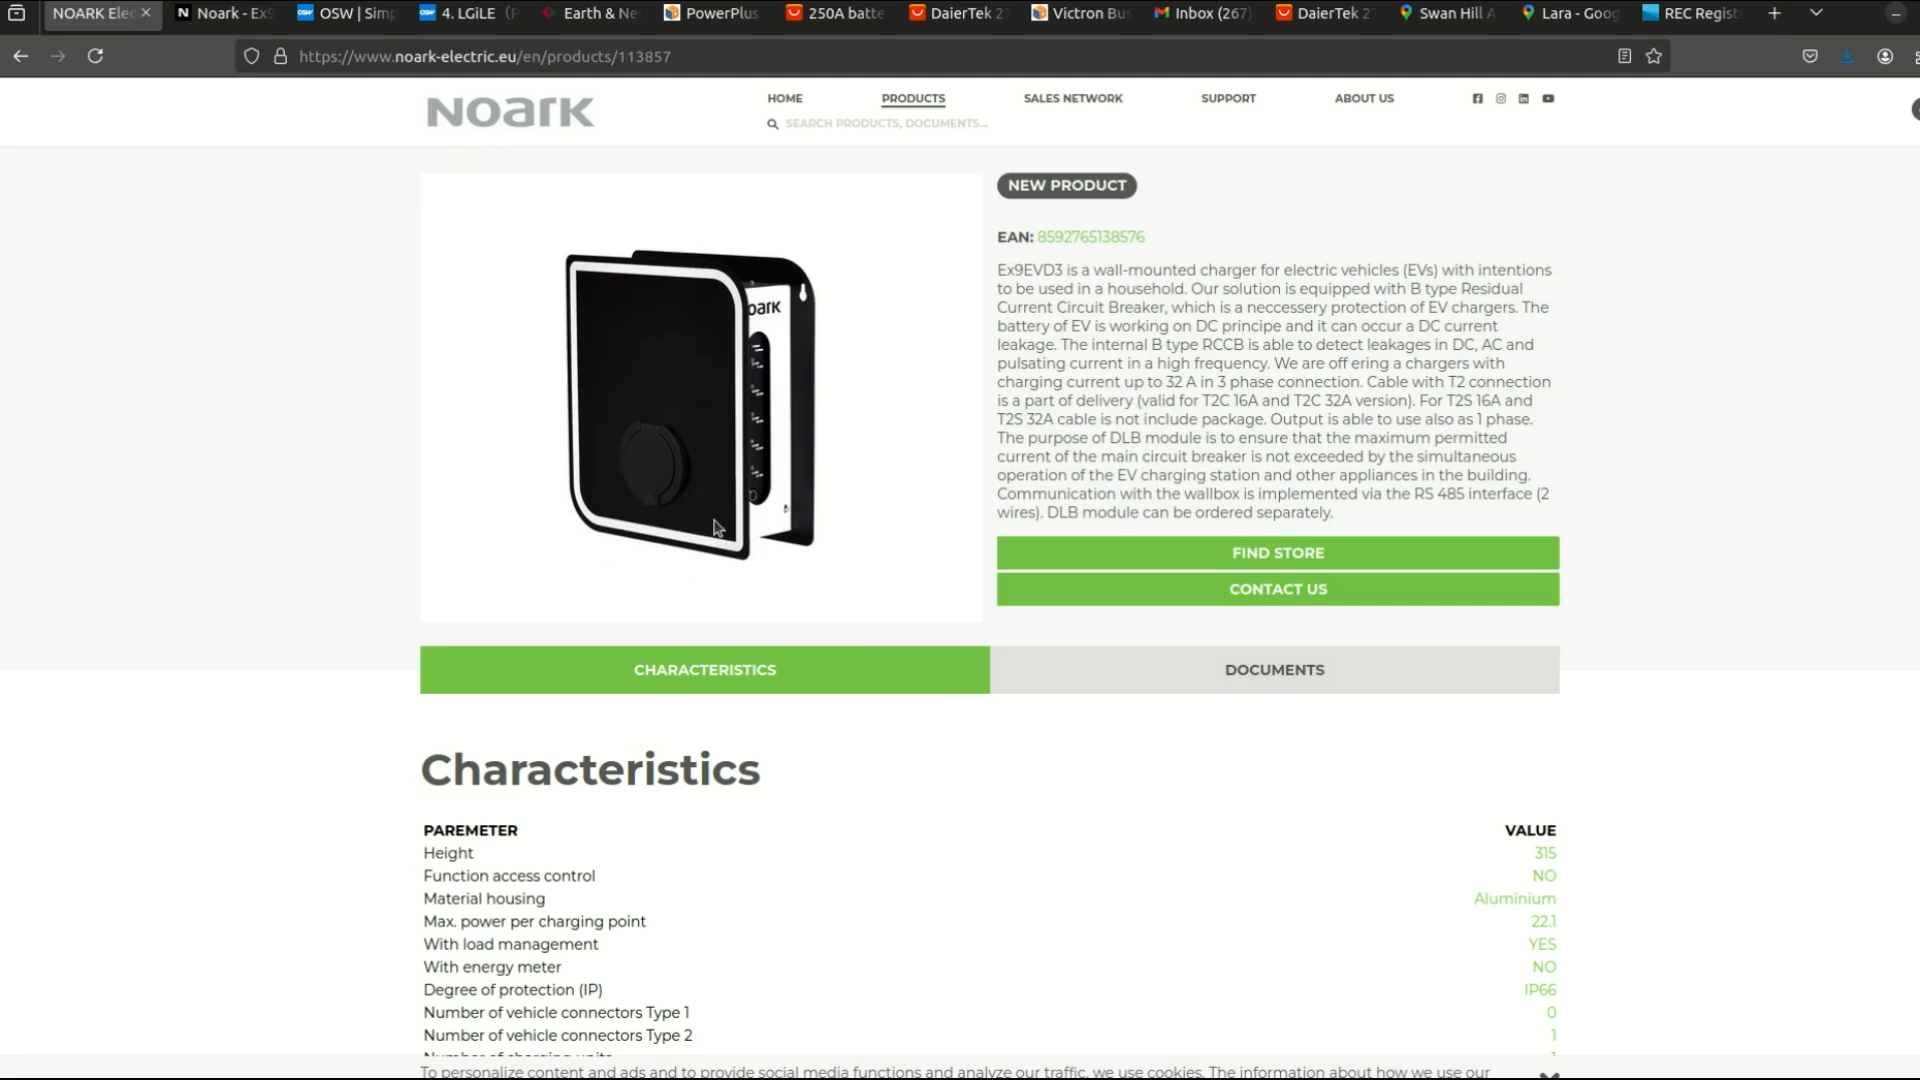 NOARK Elec
Noark - Ex9
OSW | Simp
4. LGiLE (F
Earth & Ne
PowerPlus
250A batte
DaierTek 2
Victron Bus
Inbox (267)
DaierTek 2
Swan Hill A
Lara - Goog
REC Regist
https://www.noark-electric.eu/en/products/113857
NOARK
HOME
PRODUCTS
SALES NETWORK
SUPPORT
ABOUT US
SEARCH PRODUCTS, DOCUMENTS...
NEW PRODUCT
EAN: 8592765138576
Ex9EVD3 is a wall-mounted charger for electric vehicles (EVs) with intentions
to be used in a household. Our solution is equipped with B type Residual
Current Circuit Breaker, which is a neccessery protection of EV chargers. The
battery of EV is working on DC principe and it can occur a DC current
leakage. The internal B type RCCB is able to detect leakages in DC, AC and
pulsating current in a high frequency. We are off ering a chargers with
charging current up to 32 A in 3 phase connection. Cable with T2 connection
is a part of delivery (valid for T2C 16A and T2C 32A version). For T2S 16A and
T2S 32A cable is not include package. Output is able to use also as 1 phase.
The purpose of DLB module is to ensure that the maximum permitted
current of the main circuit breaker is not exceeded by the simultaneous
operation of the EV charging station and other appliances in the building.
Communication with the wallbox is implemented via the RS 485 interface (2
wires). DLB module can be ordered separately.
FIND STORE
CONTACT US
CHARACTERISTICS
DOCUMENTS
Characteristics
PAREMETER VALUE
Height 315
Function access control NO
Material housing Aluminium
Max. power per charging point 22.1
With load management YES
With energy meter NO
Degree of protection (IP) IP66
Number of vehicle connectors Type 1 0
Number of vehicle connectors Type 2 1
To personalize content and ads and to provide social media functions and analyze our traffic, we use cookies. The information about how we use our